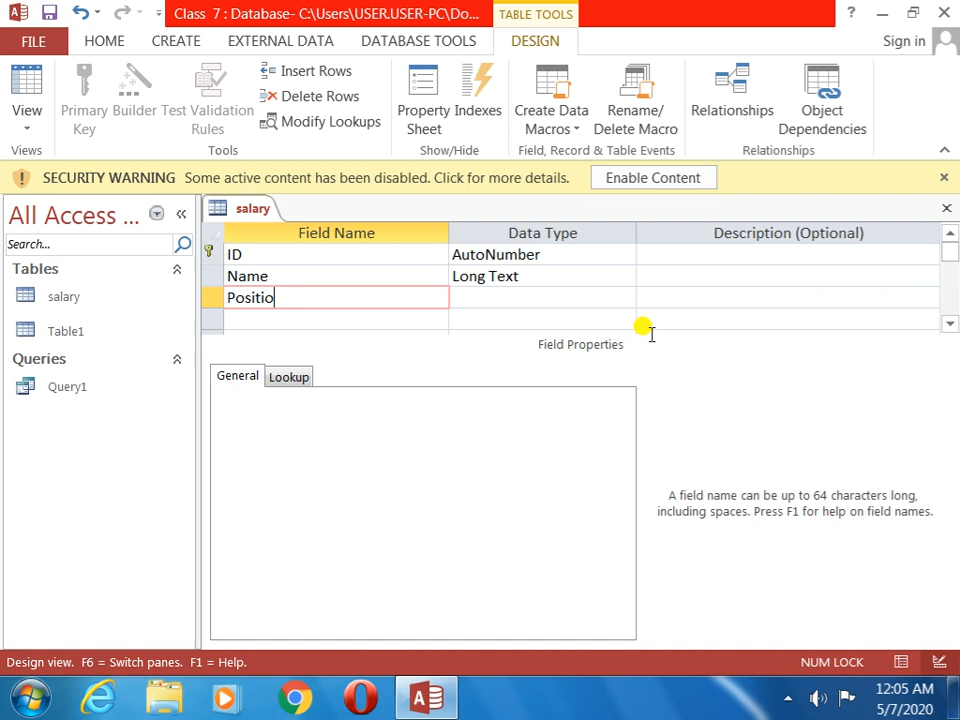 Class 7 : Database- C:\Users\USER.USER-PC\Do...
TABLE TOOLS
?
FILE
HOME
CREATE
EXTERNAL DATA
DATABASE TOOLS
DESIGN
Sign in
View
Primary Key
Builder
Test Validation Rules
Insert Rows
Delete Rows
Modify Lookups
Property Sheet
Indexes
Create Data Macros
Rename/ Delete Macro
Relationships
Object Dependencies
Views
Tools
Show/Hide
Field, Record & Table Events
Relationships
SECURITY WARNING Some active content has been disabled. Click for more details.
Enable Content
All Access ...
Search...
Tables
salary
Table1
Queries
Query1
salary
Field Name
Data Type
Description (Optional)
ID
AutoNumber
Name
Long Text
Positio
Field Properties
General
Lookup
A field name can be up to 64 characters long,
including spaces. Press F1 for help on field names.
Design view. F6 = Switch panes. F1 = Help.
NUM LOCK
12:05 AM
5/7/2020